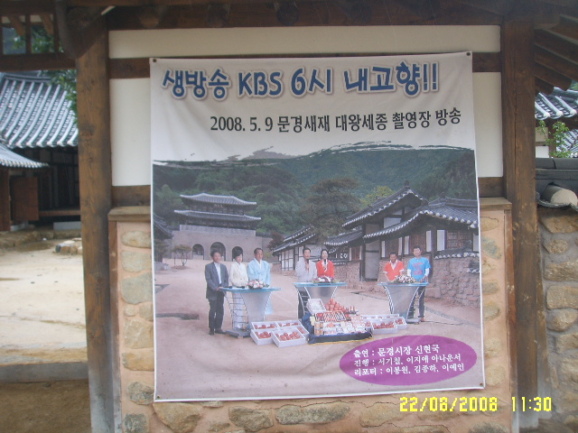 생방송 KBS 6시 내고향!!
2008. 5. 9 문경새재 대왕세종 촬영장 방송
출연 : 문경시장 신현국
진행 : 서기철, 이지애 아나운서
리포터 : 이봉원, 김종하, 이예민
22/08/2008 11:30